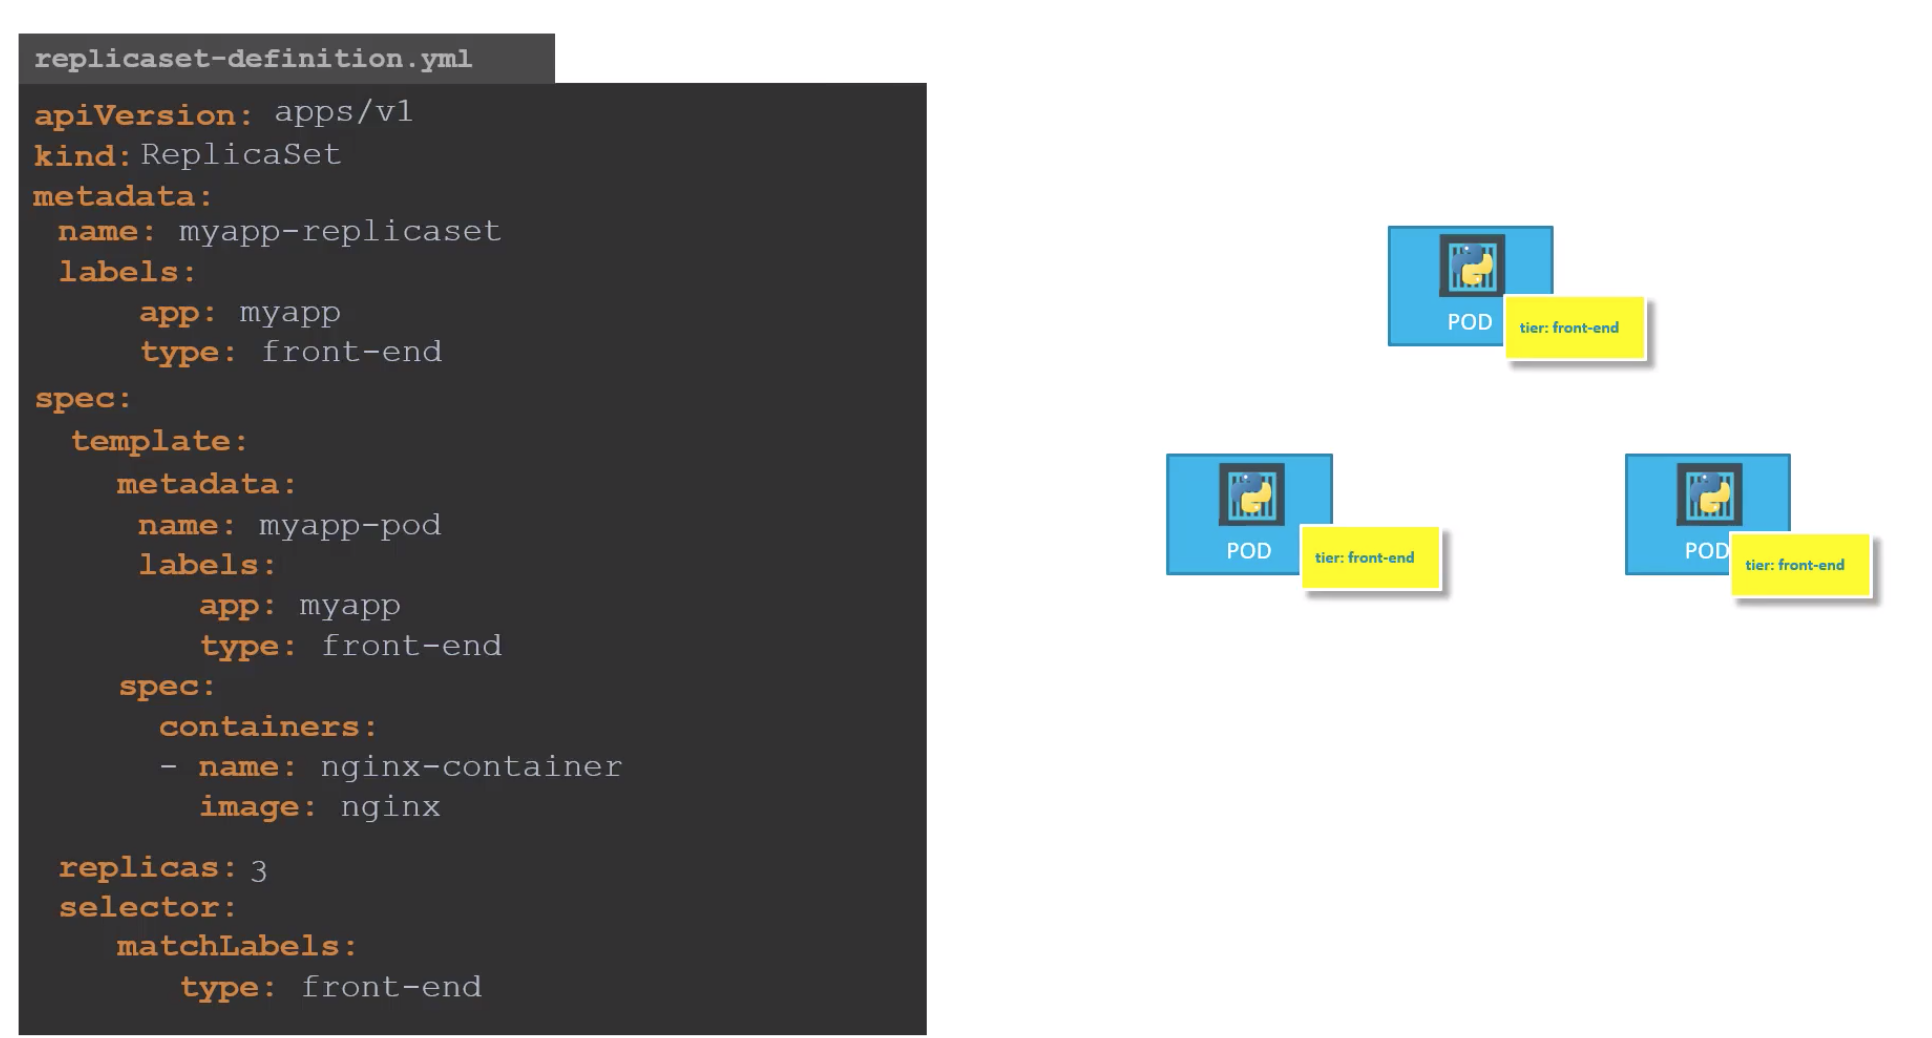 replicaset-definition.yml
apiVersion: apps/v1
kind: ReplicaSet
metadata:
name: myapp-replicaset
labels:
app: myapp
type: front-end
spec:
template:
metadata:
name: myapp-pod
labels:
app: myapp
type: front-end
spec:
containers:
- name: nginx-container
image: nginx
replicas: 3
selector:
matchLabels:
type: front-end
POD
tier: front-end
POD
tier: front-end
POD
tier: front-end